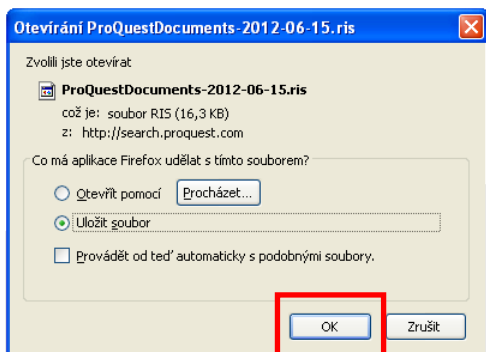 Otevírání ProQuestDocuments-2012-06-15.ris
Zvolili jste otevírat
ProQuestDocuments-2012-06-15.ris
což je: soubor RIS (16,3 KB)
z: http://search.proquest.com
Co má aplikace Firefox udělat s tímto souborem?
Otevřít pomocí Procházet...
Uložit soubor
Provádět od teď automaticky s podobnými soubory.
OK Zrušit